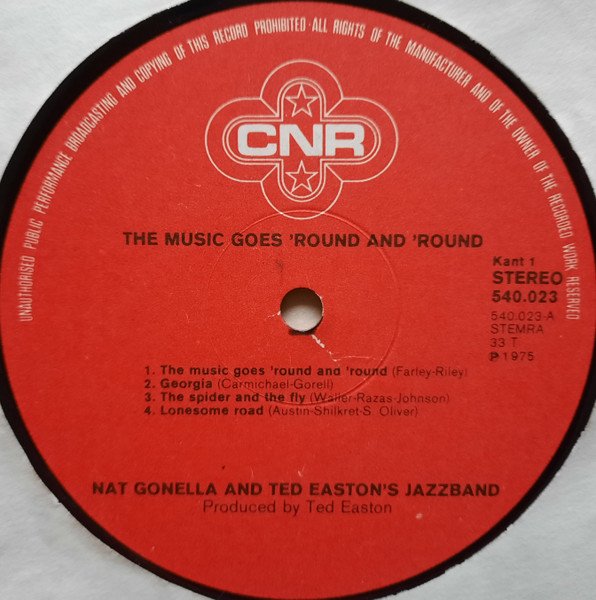 UNAUTHORISED PUBLIC PERFORMANCE BROADCASTING AND COPYING OF THIS RECORD PROHIBITED·ALL RIGHTS OF THE MANUFACTURER AND OF THE OWNER OF THE RECORDED WORK RESERVED
CNR
THE MUSIC GOES 'ROUND AND 'ROUND
Kant 1
STEREO
540.023
540.023-A
STEMRA
33 T
℗ 1975
1. The music goes 'round and 'round (Farley-Riley)
2. Georgia (Carmichael-Gorell)
3. The spider and the fly (Waller-Razas-Johnson)
4. Lonesome road (Austin-Shilkret-S. Oliver)
NAT GONELLA AND TED EASTON'S JAZZBAND
Produced by Ted Easton